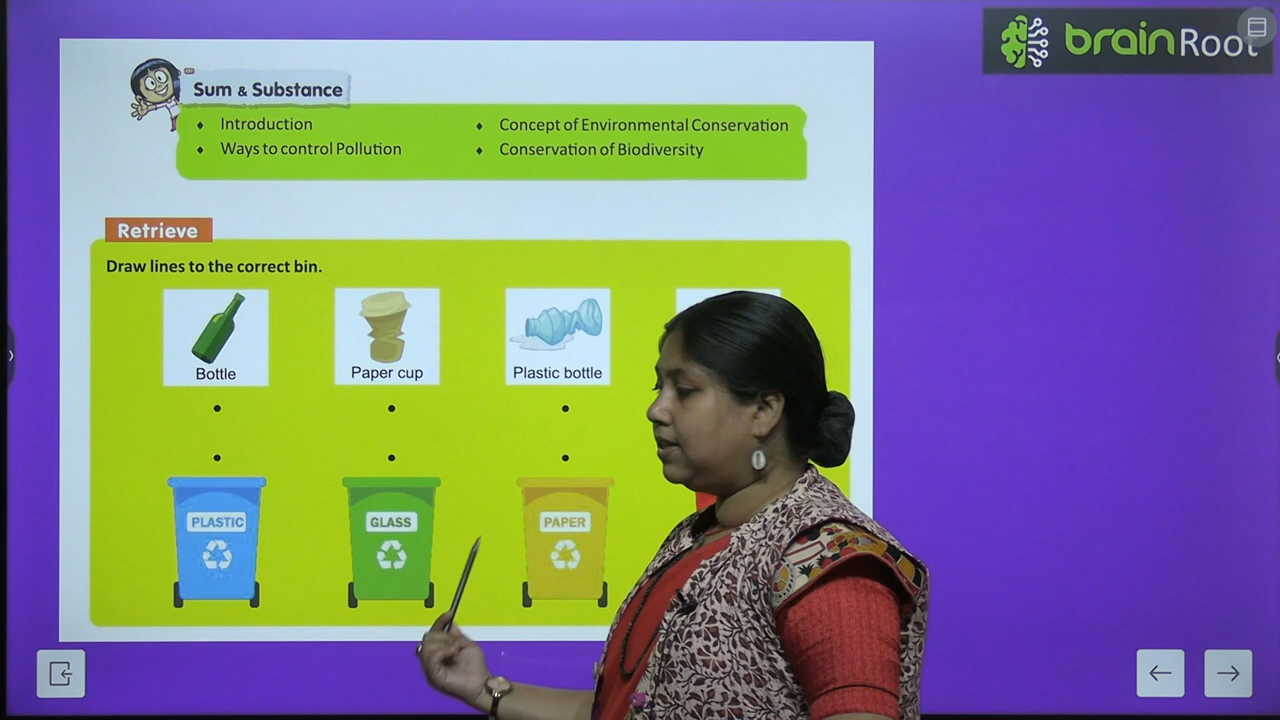 brainRoot
Sum & Substance
♦ Introduction
♦ Concept of Environmental Conservation
♦ Ways to control Pollution
♦ Conservation of Biodiversity
Retrieve
Draw lines to the correct bin.
Bottle
Paper cup
Plastic bottle
PLASTIC
GLASS
PAPER